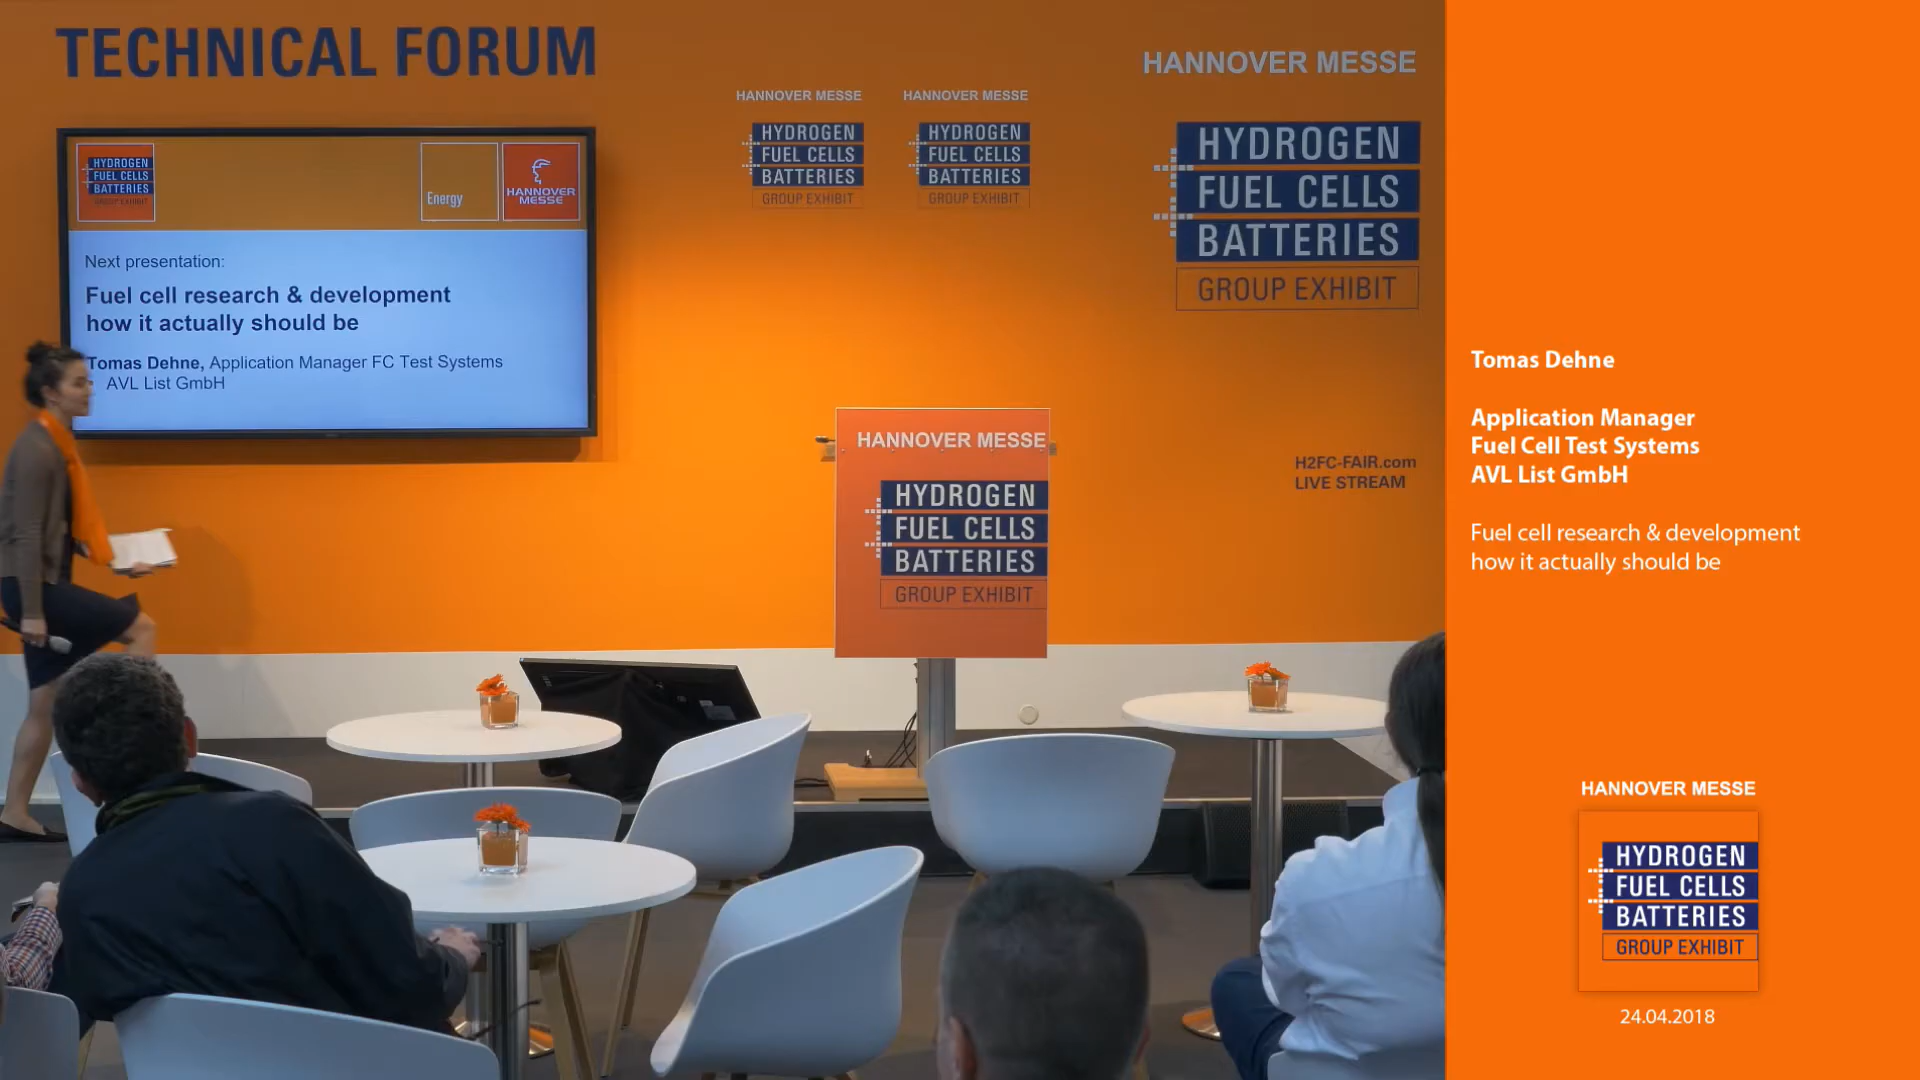 TECHNICAL FORUM
HYDROGEN
FUEL CELLS
BATTERIES
GROUP EXHIBIT
Energy
HANNOVER
MESSE
Next presentation:
Fuel cell research & development
how it actually should be
Tomas Dehne, Application Manager FC Test Systems
AVL List GmbH
HANNOVER MESSE
HYDROGEN
FUEL CELLS
BATTERIES
GROUP EXHIBIT
HANNOVER MESSE
HYDROGEN
FUEL CELLS
BATTERIES
GROUP EXHIBIT
HANNOVER MESSE
HYDROGEN
FUEL CELLS
BATTERIES
GROUP EXHIBIT
HANNOVER MESSE
HYDROGEN
FUEL CELLS
BATTERIES
GROUP EXHIBIT
H2FC-FAIR.com
LIVE STREAM
Tomas Dehne
Application Manager
Fuel Cell Test Systems
AVL List GmbH
Fuel cell research & development
how it actually should be
HANNOVER MESSE
HYDROGEN
FUEL CELLS
BATTERIES
GROUP EXHIBIT
24.04.2018